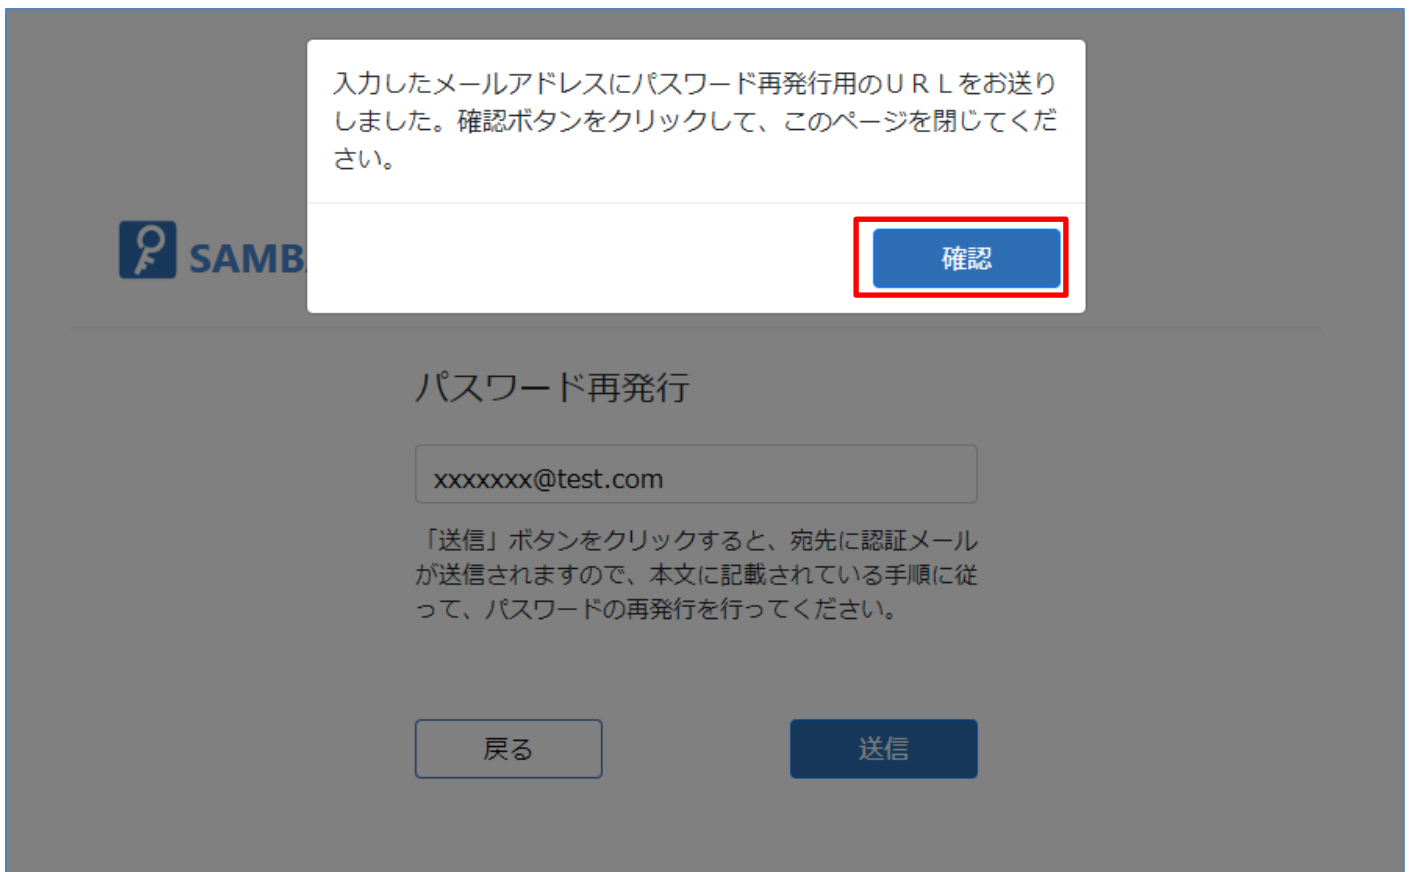 入力したメールアドレスにパスワード再発行用のＵＲＬをお送り
しました。確認ボタンをクリックして、このページを閉じてくだ
さい。
確認
SAMB
パスワード再発行
xxxxxxx@test.com
「送信」ボタンをクリックすると、宛先に認証メール
が送信されますので、本文に記載されている手順に従
って、パスワードの再発行を行ってください。
戻る
送信